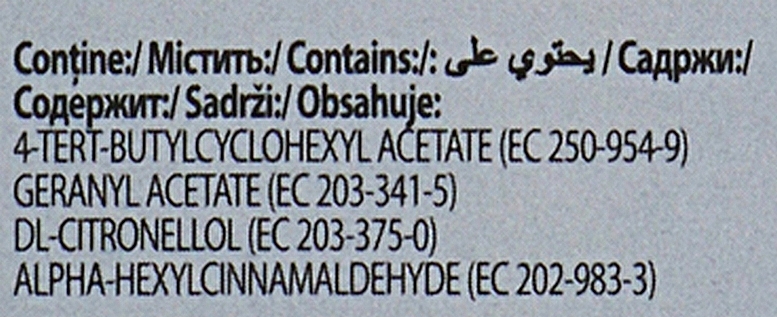 Conține:/ Містить:/ Contains:/: يحتوي على / Садржи:/
Содержит:/ Sadrži:/ Obsahuje:
4-TERT-BUTYLCYCLOHEXYL ACETATE (EC 250-954-9)
GERANYL ACETATE (EC 203-341-5)
DL-CITRONELLOL (EC 203-375-0)
ALPHA-HEXYLCINNAMALDEHYDE (EC 202-983-3)